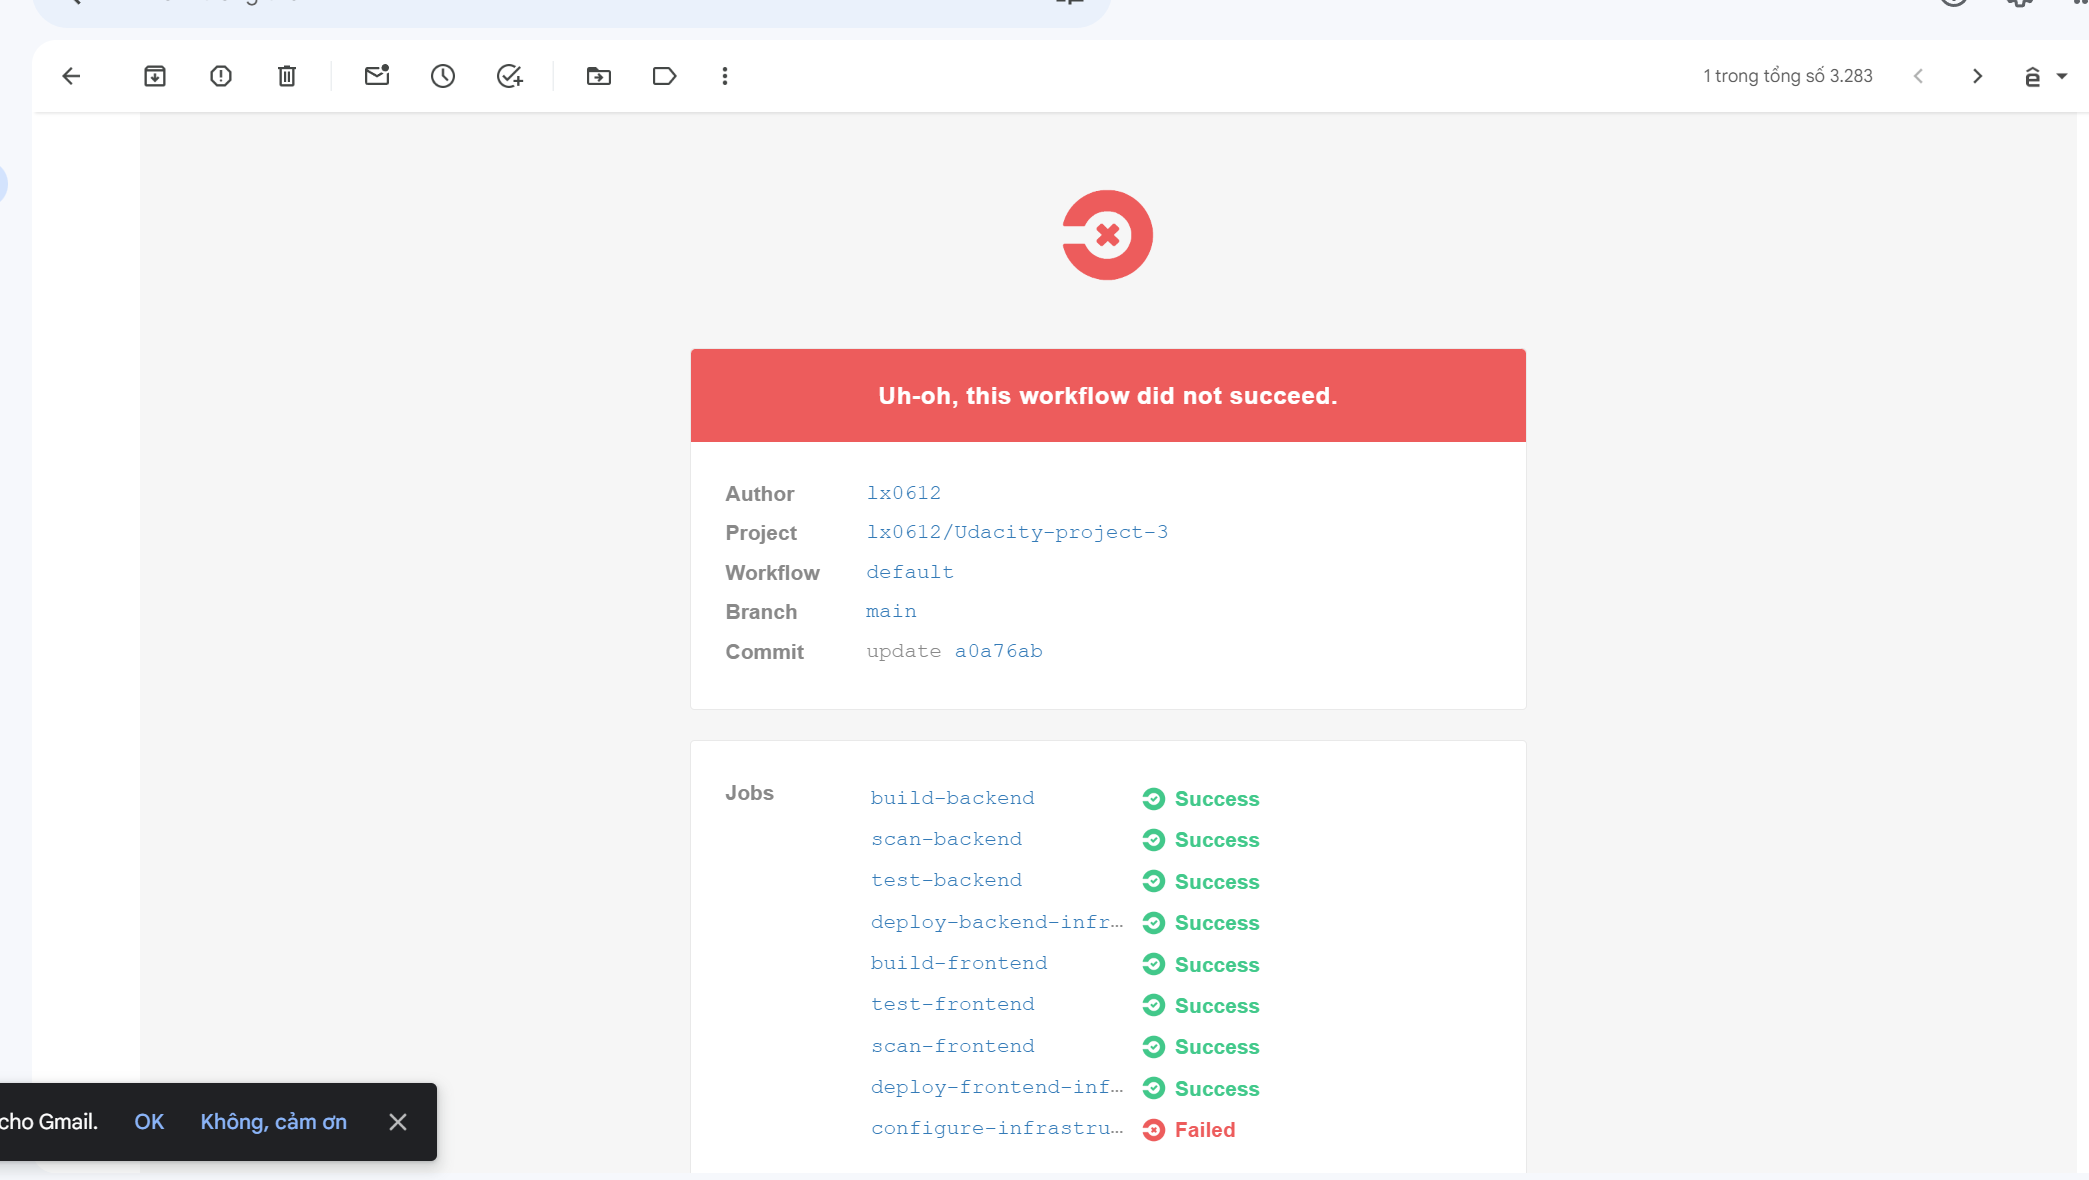 1 trong tổng số 3.283
Uh-oh, this workflow did not succeed.
Author lx0612
Project lx0612/Udacity-project-3
Workflow default
Branch main
Commit update a0a76ab
Jobs build-backend Success
scan-backend Success
test-backend Success
deploy-backend-infr… Success
build-frontend Success
test-frontend Success
scan-frontend Success
deploy-frontend-inf… Success
configure-infrastru… Failed
cho Gmail. OK Không, cảm ơn